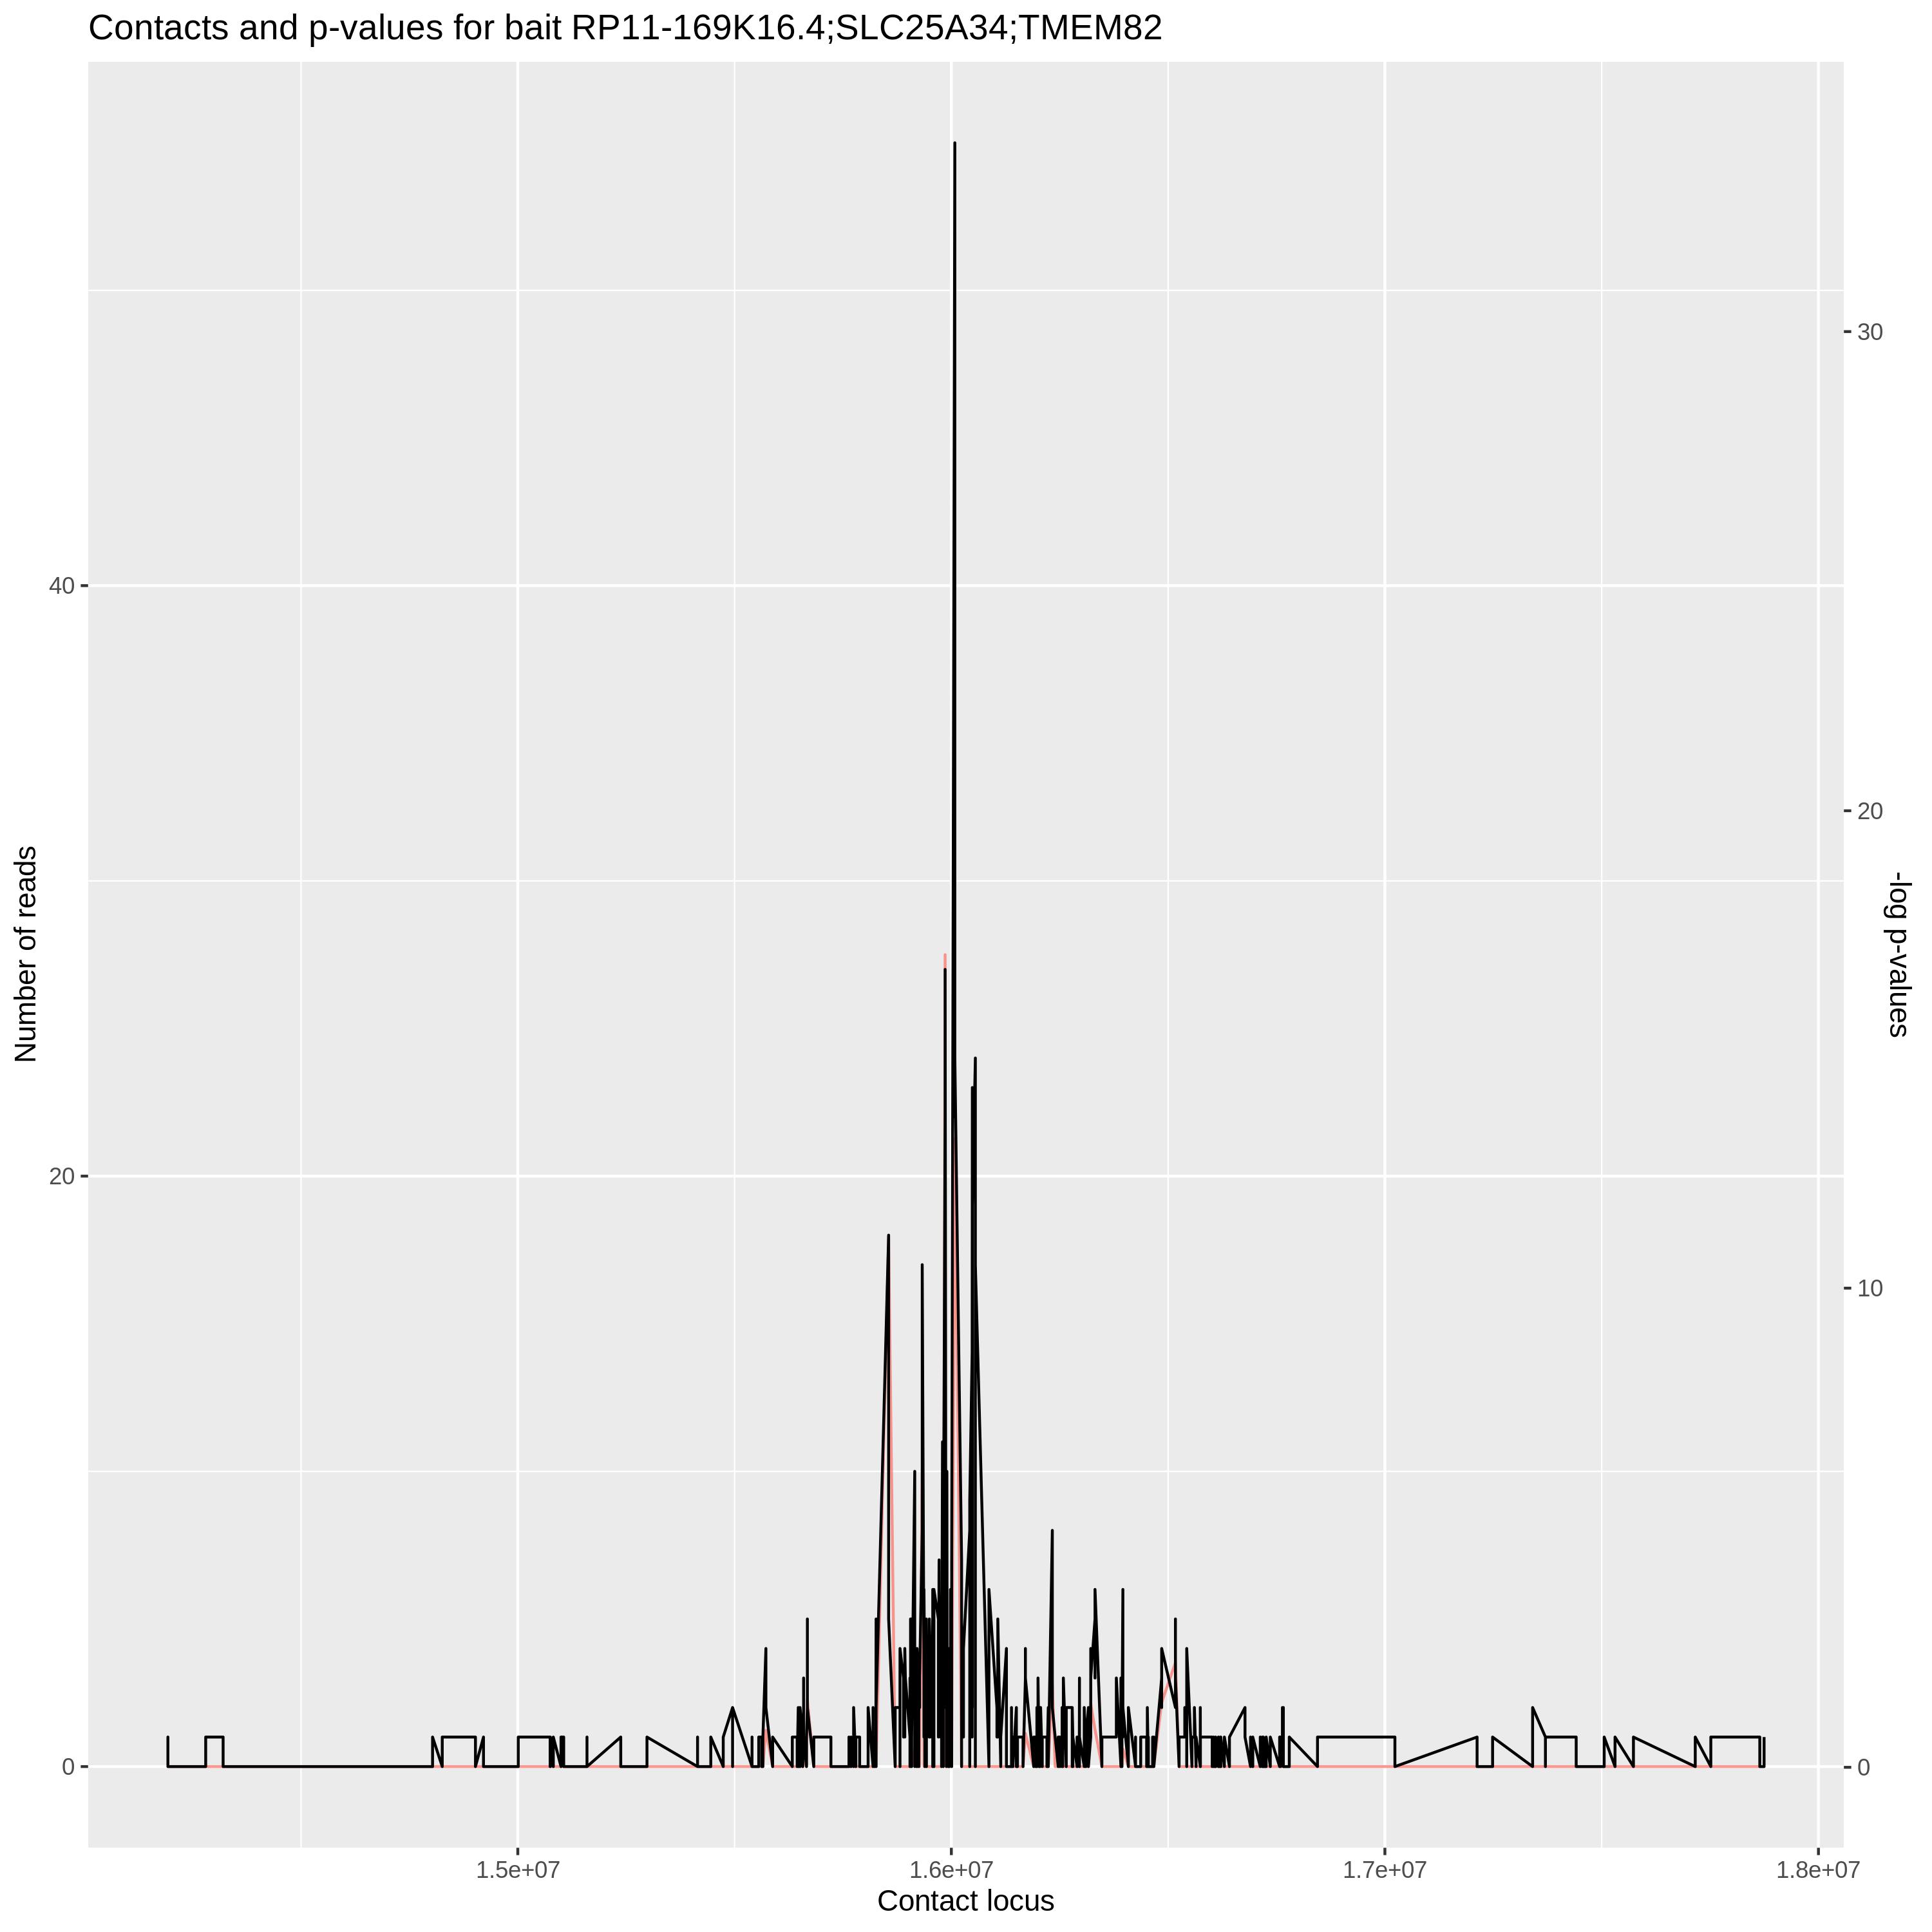 Contacts and p-values for bait RP11-169K16.4;SLC25A34;TMEM82
Number of reads
40
20
0
30
20
10
0
-log p-values
1.5e+07 1.6e+07 1.7e+07 1.8e+07
Contact locus